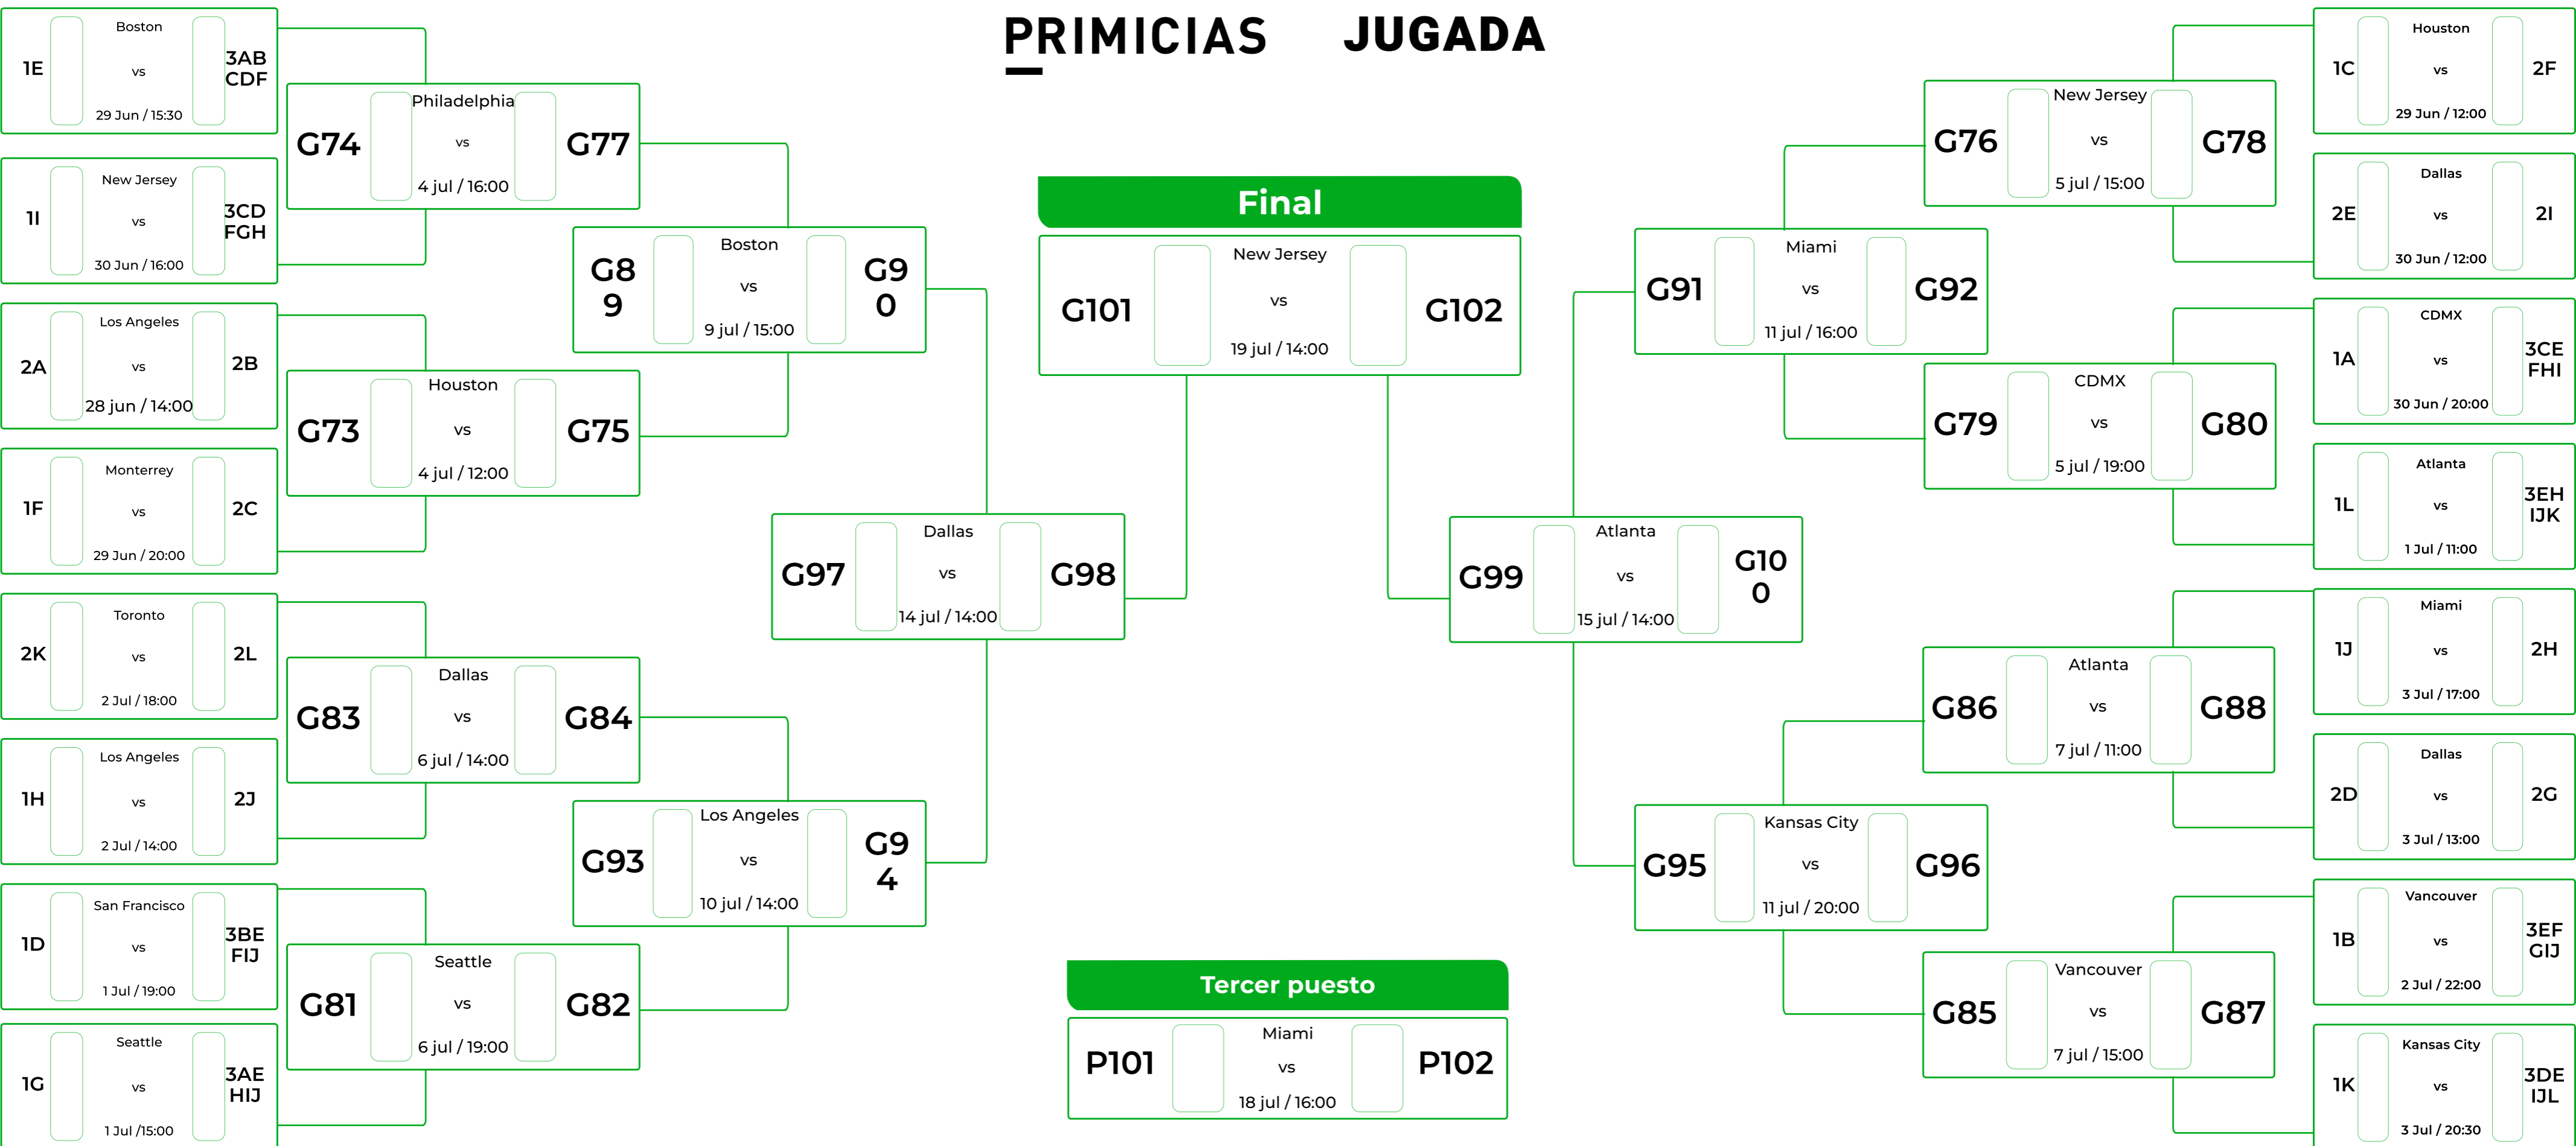 PRIMICIAS
JUGADA
1E
Boston
vs
29 Jun / 15:30
3AB
CDF
1I
New Jersey
vs
30 Jun / 16:00
3CD
FGH
2A
Los Angeles
vs
28 jun / 14:00
2B
1F
Monterrey
vs
29 Jun / 20:00
2C
2K
Toronto
vs
2 Jul / 18:00
2L
1H
Los Angeles
vs
2 Jul / 14:00
2J
1D
San Francisco
vs
1 Jul / 19:00
3BE
FIJ
1G
Seattle
vs
1 Jul /15:00
3AE
HIJ
G74
Philadelphia
vs
4 jul / 16:00
G77
G73
Houston
vs
4 jul / 12:00
G75
G83
Dallas
vs
6 jul / 14:00
G84
G81
Seattle
vs
6 jul / 19:00
G82
G8
9
Boston
vs
9 jul / 15:00
G9
0
G93
Los Angeles
vs
10 jul / 14:00
G9
4
G97
Dallas
vs
14 jul / 14:00
G98
Final
G101
New Jersey
vs
19 jul / 14:00
G102
Tercer puesto
P101
Miami
vs
18 jul / 16:00
P102
G99
Atlanta
vs
15 jul / 14:00
G10
0
G91
Miami
vs
11 jul / 16:00
G92
G95
Kansas City
vs
11 jul / 20:00
G96
G76
New Jersey
vs
5 jul / 15:00
G78
G79
CDMX
vs
5 jul / 19:00
G80
G86
Atlanta
vs
7 jul / 11:00
G88
G85
Vancouver
vs
7 jul / 15:00
G87
1C
Houston
vs
29 Jun / 12:00
2F
2E
Dallas
vs
30 Jun / 12:00
2I
1A
CDMX
vs
30 Jun / 20:00
3CE
FHI
1L
Atlanta
vs
1 Jul / 11:00
3EH
IJK
1J
Miami
vs
3 Jul / 17:00
2H
2D
Dallas
vs
3 Jul / 13:00
2G
1B
Vancouver
vs
2 Jul / 22:00
3EF
GIJ
1K
Kansas City
vs
3 Jul / 20:30
3DE
IJL